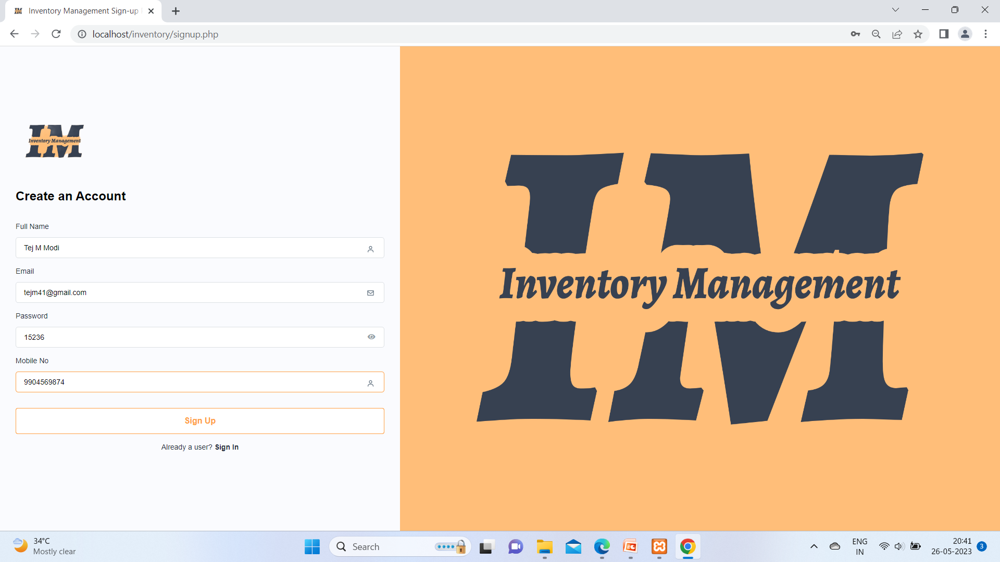 Inventory Management Sign-up
localhost/inventory/signup.php
IM
Inventory Management
Create an Account
Full Name
Tej M Modi
Email
tejm41@gmail.com
Password
15236
Mobile No
9904569874
Sign Up
Already a user? Sign In
IM
Inventory Management
34°C
Mostly clear
Search
ENG
IN
20:41
26-05-2023
3